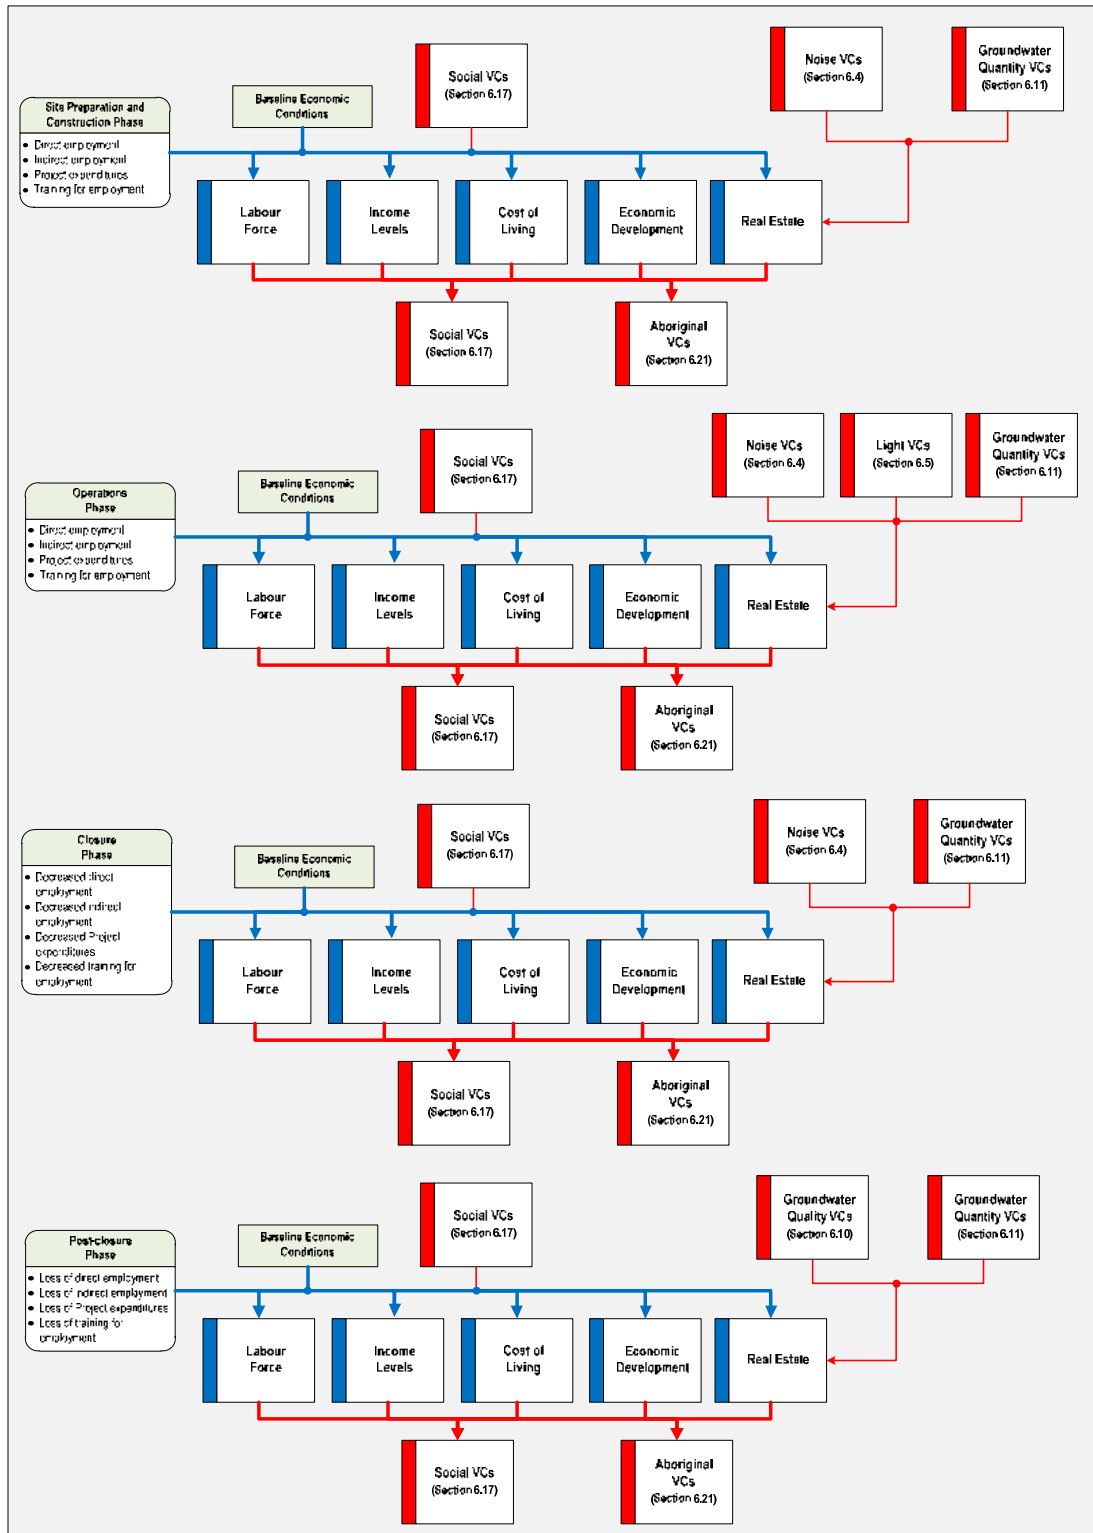 Site Preparation and
Construction Phase
• Direct employment
• Indirect employment
• Project expenditures
• Training for employment
Baseline Economic
Conditions
Social VCs
(Section 6.17)
Noise VCs
(Section 6.4)
Groundwater
Quantity VCs
(Section 6.11)
Labour
Force
Income
Levels
Cost of
Living
Economic
Development
Real Estate
Social VCs
(Section 6.17)
Aboriginal
VCs
(Section 6.21)
Operations
Phase
• Direct employment
• Indirect employment
• Project expenditures
• Training for employment
Baseline Economic
Conditions
Social VCs
(Section 6.17)
Noise VCs
(Section 6.4)
Light VCs
(Section 6.5)
Groundwater
Quantity VCs
(Section 6.11)
Labour
Force
Income
Levels
Cost of
Living
Economic
Development
Real Estate
Social VCs
(Section 6.17)
Aboriginal
VCs
(Section 6.21)
Closure
Phase
• Decreased direct
employment
• Decreased indirect
employment
• Decreased Project
expenditures
• Decreased training for
employment
Baseline Economic
Conditions
Social VCs
(Section 6.17)
Noise VCs
(Section 6.4)
Groundwater
Quantity VCs
(Section 6.11)
Labour
Force
Income
Levels
Cost of
Living
Economic
Development
Real Estate
Social VCs
(Section 6.17)
Aboriginal
VCs
(Section 6.21)
Post-closure
Phase
• Loss of direct employment
• Loss of indirect employment
• Loss of Project expenditures
• Loss of training for
employment
Baseline Economic
Conditions
Social VCs
(Section 6.17)
Groundwater
Quality VCs
(Section 6.10)
Groundwater
Quantity VCs
(Section 6.11)
Labour
Force
Income
Levels
Cost of
Living
Economic
Development
Real Estate
Social VCs
(Section 6.17)
Aboriginal
VCs
(Section 6.21)